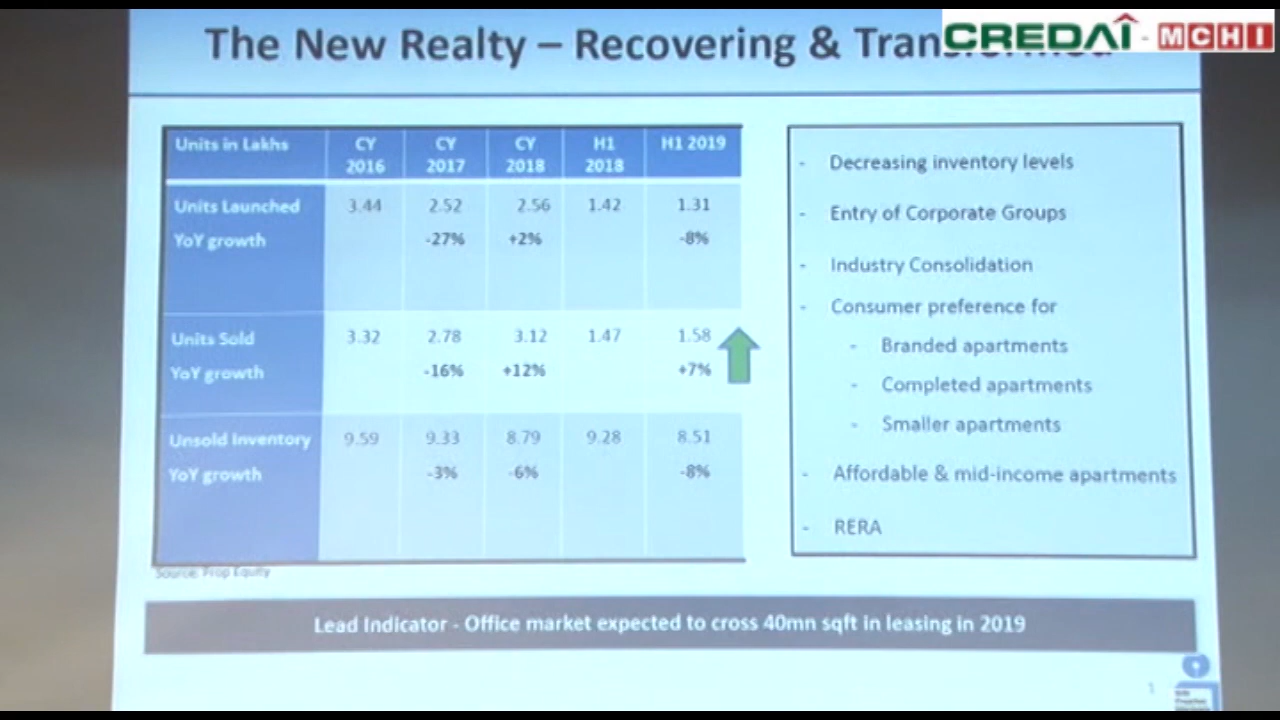 The New Realty – Recovering & Tran
CREDAI - MCHI
Units in Lakhs CY 2016 CY 2017 CY 2018 H1 2018 H1 2019
Units Launched 3.44 2.52 2.56 1.42 1.31
YoY growth -27% +2% -8%
Units Sold 3.32 2.78 3.12 1.47 1.58
YoY growth -16% +12% +7%
Unsold Inventory 9.59 9.33 8.79 9.28 8.51
YoY growth -3% -6% -8%
Source: Prop Equity
- Decreasing inventory levels
- Entry of Corporate Groups
- Industry Consolidation
- Consumer preference for
- Branded apartments
- Completed apartments
- Smaller apartments
- Affordable & mid-income apartments
- RERA
Lead Indicator - Office market expected to cross 40mn sqft in leasing in 2019
1